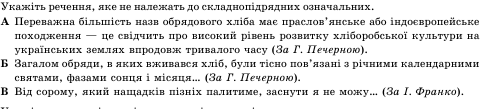 Укажіть речення, яке не належать до складнопідрядних означальних.
А Переважна більшість назв обрядового хліба має праслов’янське або індоєвропейське
походження — це свідчить про високий рівень розвитку хліборобської культури на
українських землях впродовж тривалого часу (За Г. Печерною).
Б Загалом обряди, в яких вживався хліб, були тісно пов’язані з річними календарними
святами, фазами сонця і місяця... (За Г. Печерною).
В Від сорому, який нащадків пізніх палитиме, заснути я не можу... (За І. Франко).